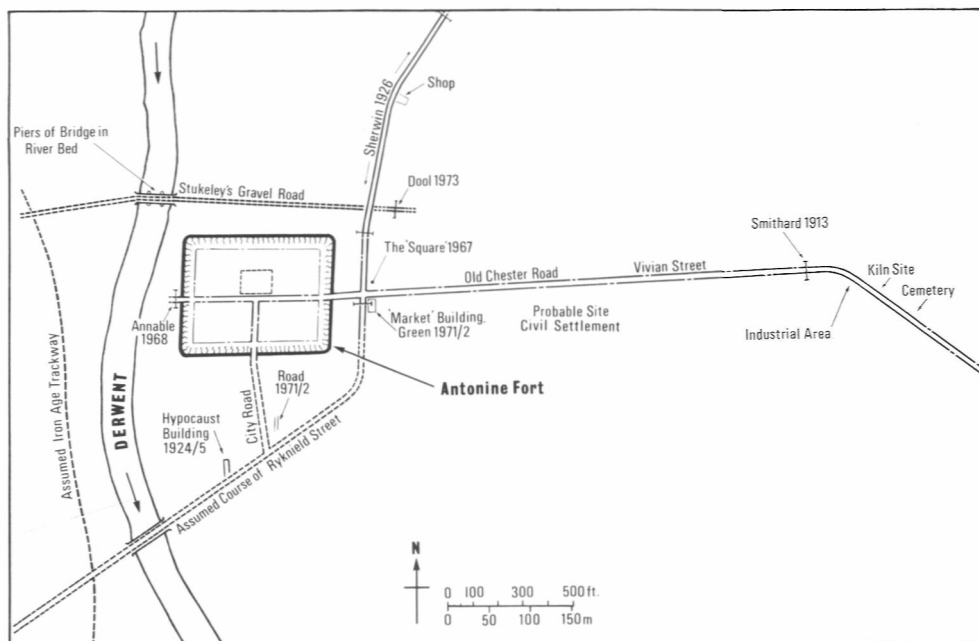 Shop
Sherwin 1926
Piers of Bridge in
River Bed
Stukeley's Gravel Road
Dool 1973
Smithard 1913
The 'Square' 1967
Old Chester Road
Vivian Street
Kiln Site
Cemetery
Annable
1968
'Market' Building.
Green 1971/2
Probable Site
Civil Settlement
Industrial Area
Antonine Fort
Assumed Iron Age Trackway
DERWENT
City Road
Road
1971/2
Hypocaust
Building
1924/5
Assumed Course of Ryknield Street
N
0 100 300 500 ft.
0 50 100 150 m